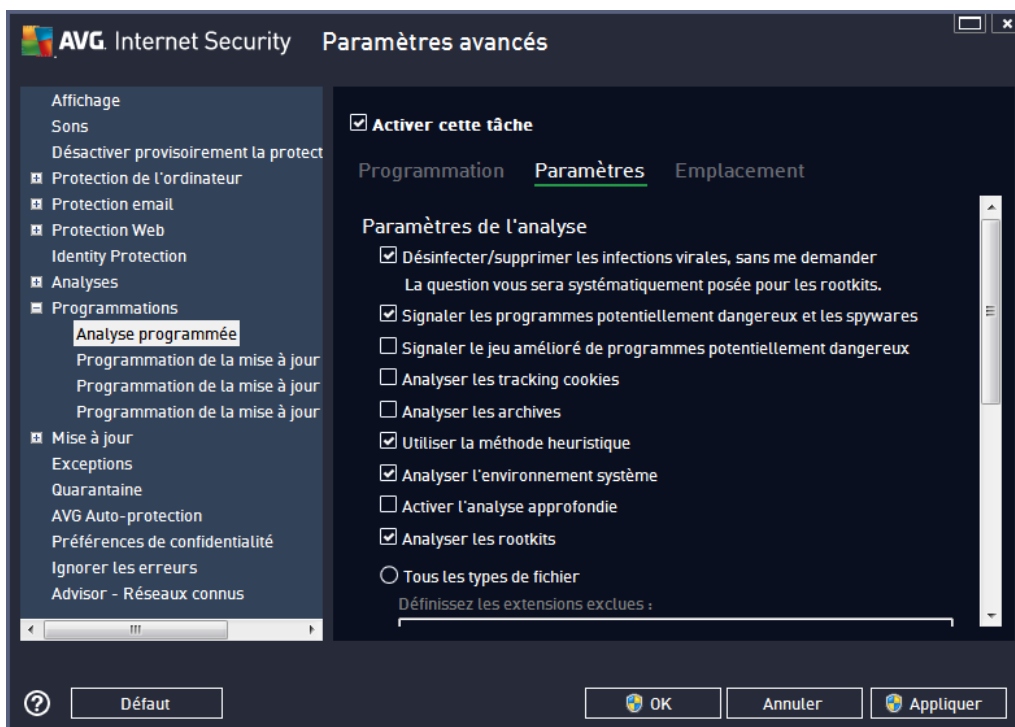 AVG. Internet Security Paramètres avancés
Affichage
Sons
Désactiver provisoirement la protect
Protection de l'ordinateur
Protection email
Protection Web
Identity Protection
Analyses
Programmations
Analyse programmée
Programmation de la mise à jour
Programmation de la mise à jour
Programmation de la mise à jour
Mise à jour
Exceptions
Quarantaine
AVG Auto-protection
Préférences de confidentialité
Ignorer les erreurs
Advisor - Réseaux connus
Activer cette tâche
Programmation Paramètres Emplacement
Paramètres de l'analyse
Désinfecter/supprimer les infections virales, sans me demander
La question vous sera systématiquement posée pour les rootkits.
Signaler les programmes potentiellement dangereux et les spywares
Signaler le jeu amélioré de programmes potentiellement dangereux
Analyser les tracking cookies
Analyser les archives
Utiliser la méthode heuristique
Analyser l'environnement système
Activer l'analyse approfondie
Analyser les rootkits
Tous les types de fichier
Définissez les extensions exclues :
? Défaut OK Annuler Appliquer